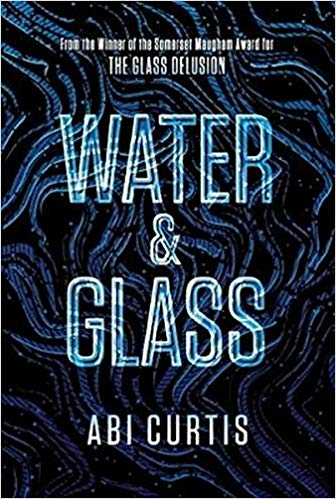 From the Winner of the Somerset Maugham Award for
THE GLASS DELUSION
WATER
&
GLASS
ABI CURTIS